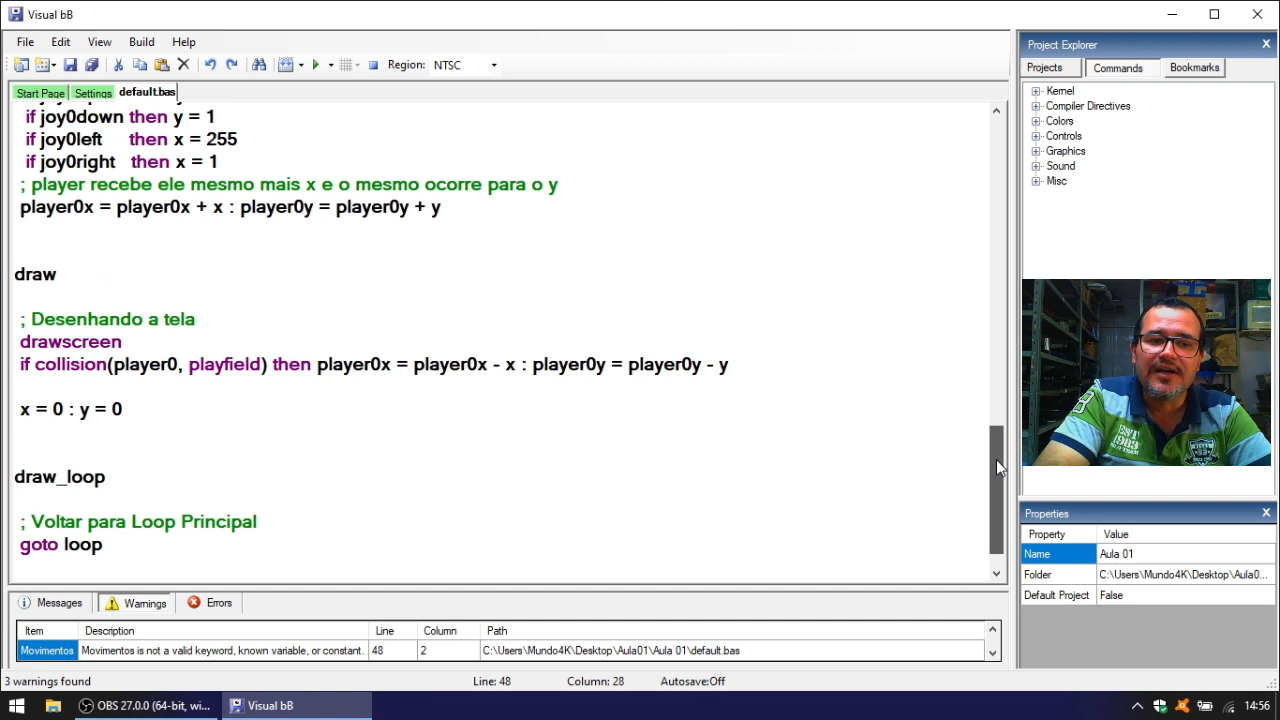 Visual bB
File Edit View Build Help
Region: NTSC
Start Page Settings default.bas
if joy0down then y = 1
if joy0left then x = 255
if joy0right then x = 1
; player recebe ele mesmo mais x e o mesmo ocorre para o y
player0x = player0x + x : player0y = player0y + y
draw
; Desenhando a tela
drawscreen
if collision(player0, playfield) then player0x = player0x - x : player0y = player0y - y
x = 0 : y = 0
draw_loop
; Voltar para Loop Principal
goto loop
Messages Warnings Errors
Item Description Line Column Path
Movimentos Movimentos is not a valid keyword, known variable, or constant. 48 2 C:\Users\Mundo4K\Desktop\Aula01\Aula 01\default.bas
3 warnings found Line: 48 Column: 28 Autosave:Off
Project Explorer X
Projects Commands Bookmarks
Kernel
Compiler Directives
Colors
Controls
Graphics
Sound
Misc
EST
1983
Properties X
Property Value
Name Aula 01
Folder C:\Users\Mundo4K\Desktop\Aula0...
Default Project False
OBS 27.0.0 (64-bit, wi... Visual bB 14:56